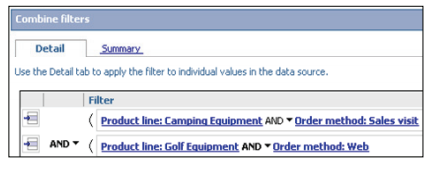 Combine filters
Detail Summary
Use the Detail tab to apply the filter to individual values in the data source.
Filter
( Product line: Camping Equipment AND Order method: Sales visit
AND ( Product line: Golf Equipment AND Order method: Web